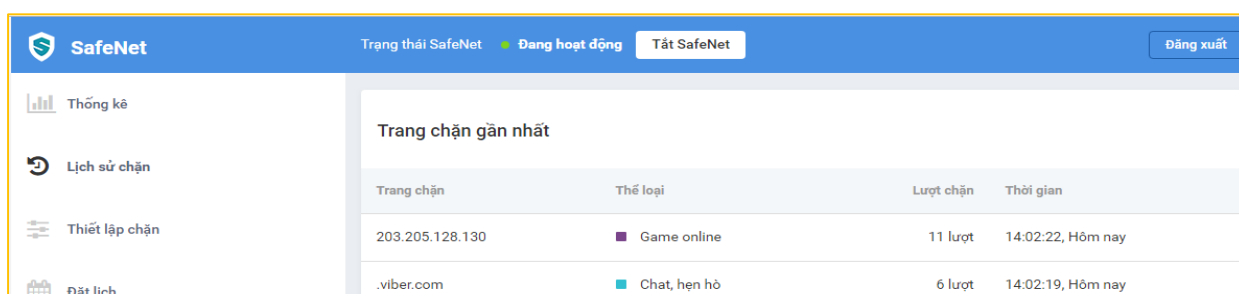 SafeNet
Trạng thái SafeNet Đang hoạt động Tắt SafeNet Đăng xuất
Thống kê
Lịch sử chặn
Thiết lập chặn
Đặt lịch
Trang chặn gần nhất
Trang chặn Thể loại Lượt chặn Thời gian
203.205.128.130 Game online 11 lượt 14:02:22, Hôm nay
.viber.com Chat, hẹn hò 6 lượt 14:02:19, Hôm nay